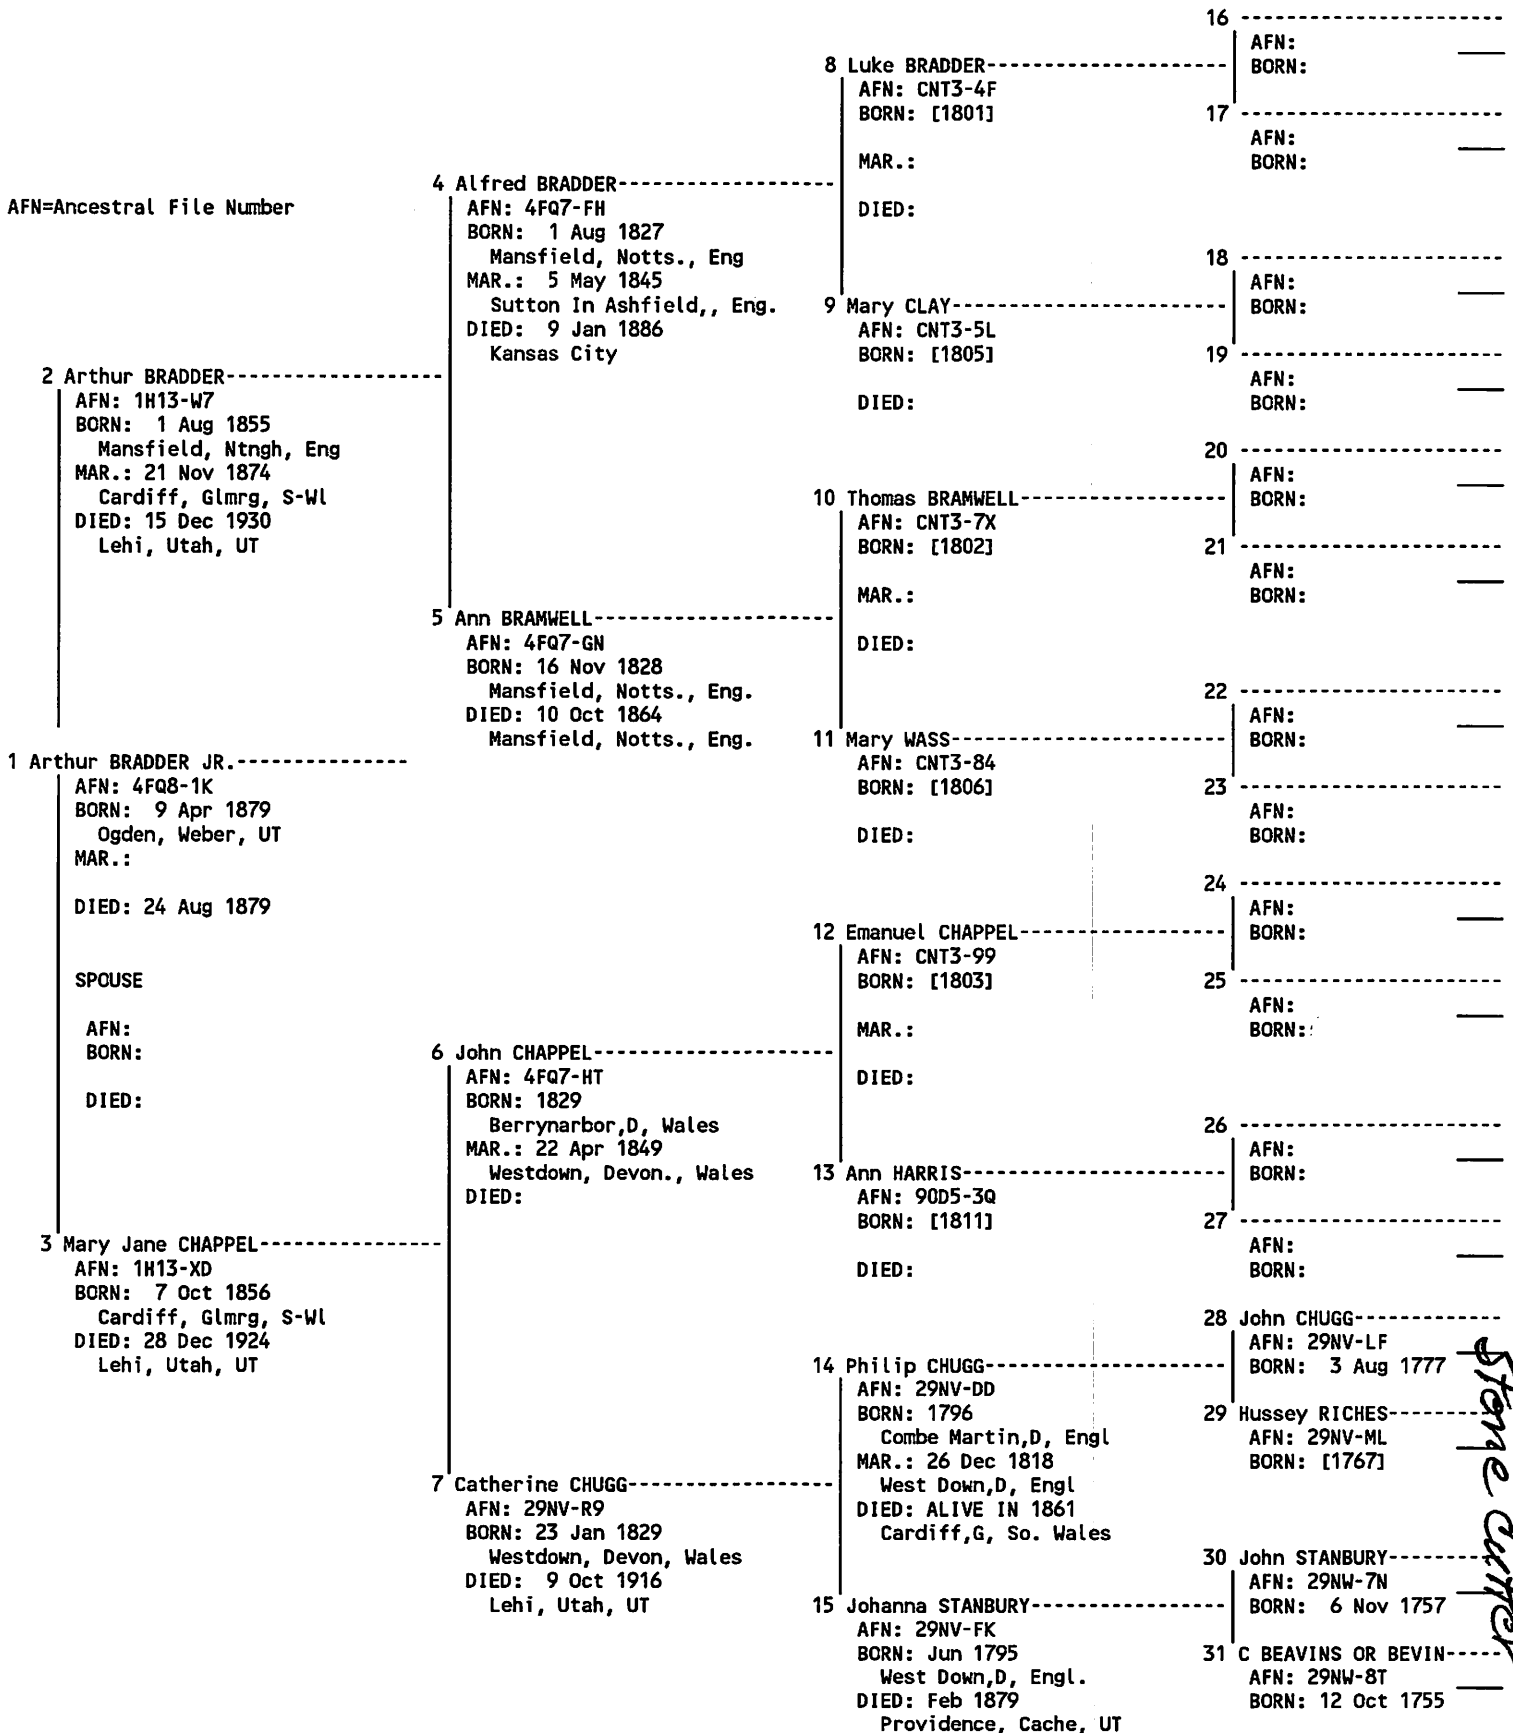 AFN=Ancestral File Number
1 Arthur BRADDER JR.---------------
AFN: 4FQ8-1K
BORN: 9 Apr 1879
Ogden, Weber, UT
MAR.:
DIED: 24 Aug 1879
SPOUSE
AFN:
BORN:
DIED:
2 Arthur BRADDER-------------------
AFN: 1H13-W7
BORN: 1 Aug 1855
Mansfield, Ntngh, Eng
MAR.: 21 Nov 1874
Cardiff, Glmrg, S-Wl
DIED: 15 Dec 1930
Lehi, Utah, UT
3 Mary Jane CHAPPEL----------------
AFN: 1H13-XD
BORN: 7 Oct 1856
Cardiff, Glmrg, S-Wl
DIED: 28 Dec 1924
Lehi, Utah, UT
4 Alfred BRADDER-------------------
AFN: 4FQ7-FH
BORN: 1 Aug 1827
Mansfield, Notts., Eng
MAR.: 5 May 1845
Sutton In Ashfield,, Eng.
DIED: 9 Jan 1886
Kansas City
5 Ann BRAMWELL---------------------
AFN: 4FQ7-GN
BORN: 16 Nov 1828
Mansfield, Notts., Eng.
DIED: 10 Oct 1864
Mansfield, Notts., Eng.
6 John CHAPPEL---------------------
AFN: 4FQ7-HT
BORN: 1829
Berrynarbor,D, Wales
MAR.: 22 Apr 1849
Westdown, Devon., Wales
DIED:
7 Catherine CHUGG------------------
AFN: 29NV-R9
BORN: 23 Jan 1829
Westdown, Devon, Wales
DIED: 9 Oct 1916
Lehi, Utah, UT
8 Luke BRADDER---------------------
AFN: CNT3-4F
BORN: [1801]
MAR.:
DIED:
9 Mary CLAY------------------------
AFN: CNT3-5L
BORN: [1805]
DIED:
10 Thomas BRAMWELL------------------
AFN: CNT3-7X
BORN: [1802]
MAR.:
DIED:
11 Mary WASS------------------------
AFN: CNT3-84
BORN: [1806]
DIED:
12 Emanuel CHAPPEL------------------
AFN: CNT3-99
BORN: [1803]
MAR.:
DIED:
13 Ann HARRIS-----------------------
AFN: 90D5-3Q
BORN: [1811]
DIED:
14 Philip CHUGG---------------------
AFN: 29NV-DD
BORN: 1796
Combe Martin,D, Engl
MAR.: 26 Dec 1818
West Down,D, Engl
DIED: ALIVE IN 1861
Cardiff,G, So. Wales
15 Johanna STANBURY-----------------
AFN: 29NV-FK
BORN: Jun 1795
West Down,D, Engl.
DIED: Feb 1879
Providence, Cache, UT
16 ----------------------
AFN:
BORN:
17 ----------------------
AFN:
BORN:
18 ----------------------
AFN:
BORN:
19 ----------------------
AFN:
BORN:
20 ----------------------
AFN:
BORN:
21 ----------------------
AFN:
BORN:
22 ----------------------
AFN:
BORN:
23 ----------------------
AFN:
BORN:
24 ----------------------
AFN:
BORN:
25 ----------------------
AFN:
BORN:
26 ----------------------
AFN:
BORN:
27 ----------------------
AFN:
BORN:
28 John CHUGG------------
AFN: 29NV-LF
BORN: 3 Aug 1777
29 Hussey RICHES---------
AFN: 29NV-ML
BORN: [1767]
30 John STANBURY---------
AFN: 29NW-7N
BORN: 6 Nov 1757
31 C BEAVINS OR BEVIN-----
AFN: 29NW-8T
BORN: 12 Oct 1755
Stone Cutter